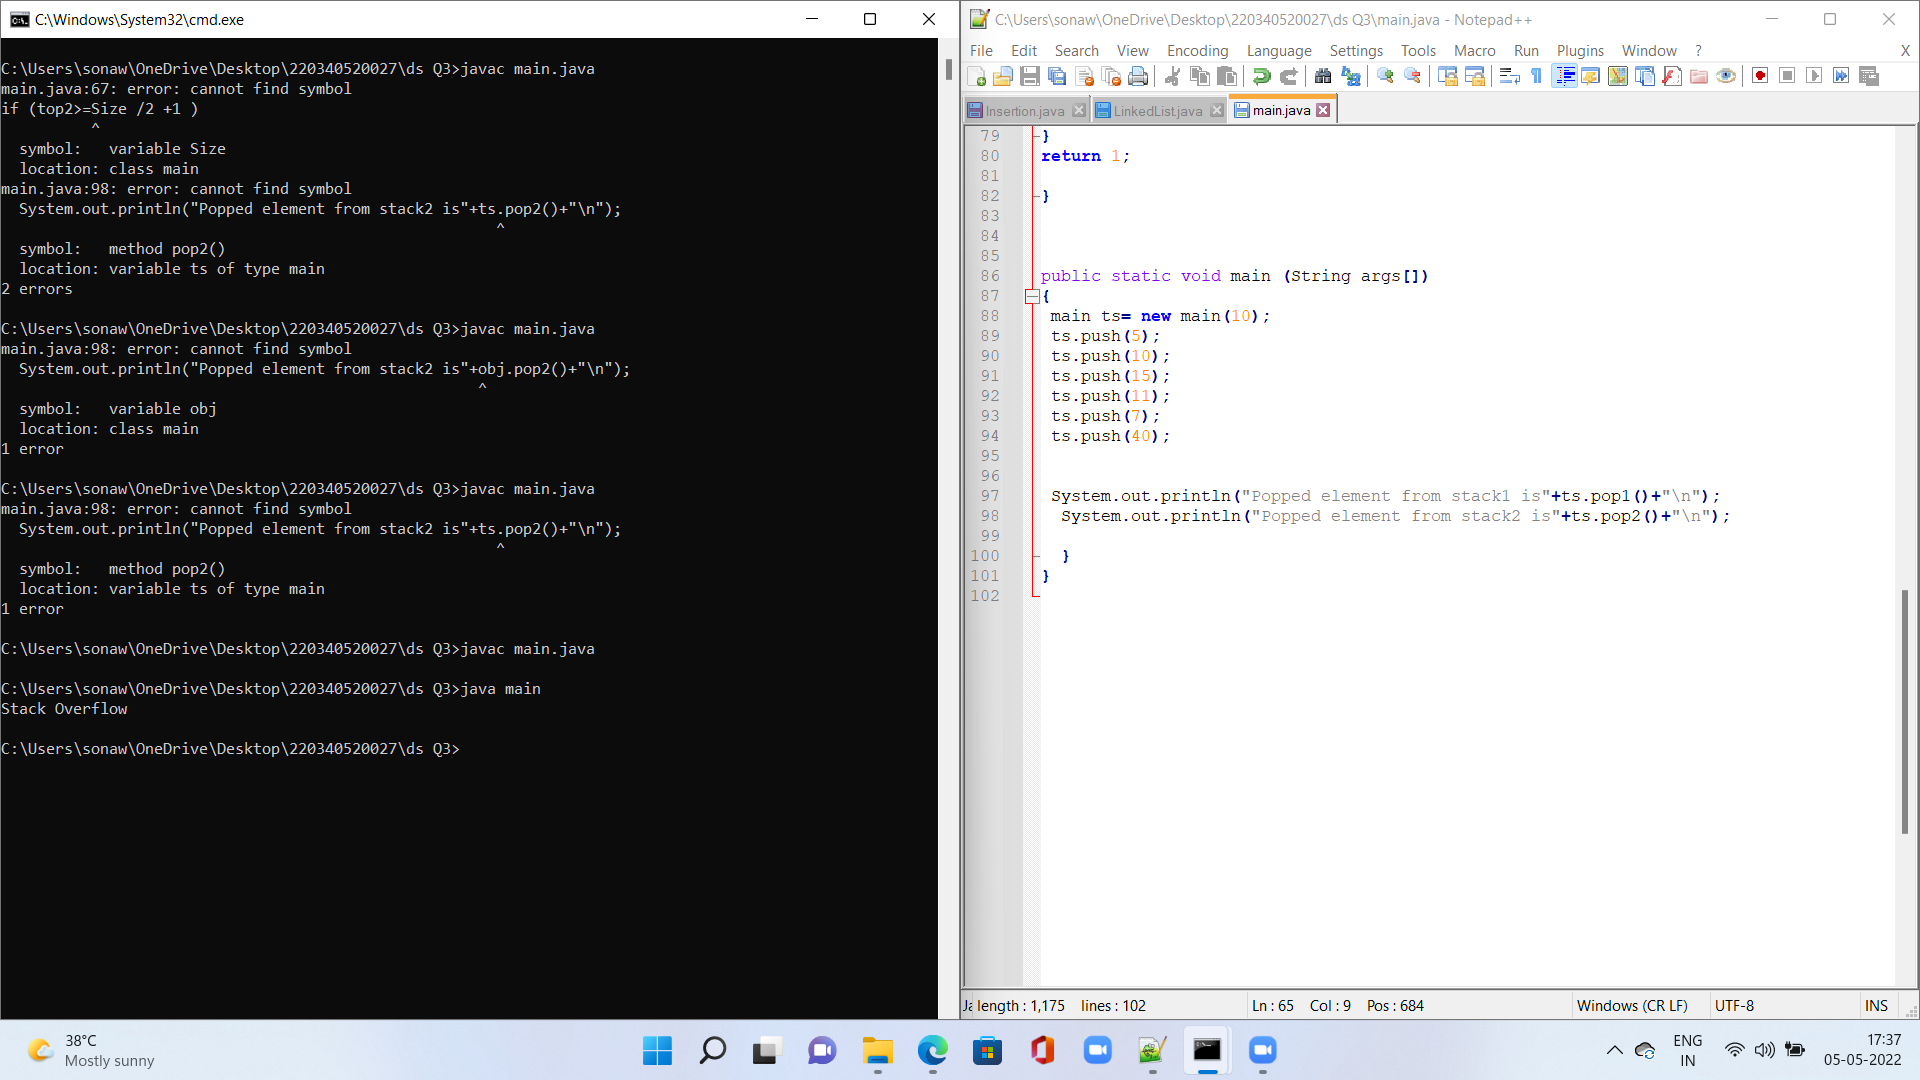 C:\Windows\System32\cmd.exe
C:\Users\sonaw\OneDrive\Desktop\220340520027\ds Q3>javac main.java
main.java:67: error: cannot find symbol
if (top2>=Size /2 +1 )
^
symbol:   variable Size
location: class main
main.java:98: error: cannot find symbol
System.out.println("Popped element from stack2 is"+ts.pop2()+"\n");
^
symbol:   method pop2()
location: variable ts of type main
2 errors
C:\Users\sonaw\OneDrive\Desktop\220340520027\ds Q3>javac main.java
main.java:98: error: cannot find symbol
System.out.println("Popped element from stack2 is"+obj.pop2()+"\n");
^
symbol:   variable obj
location: class main
1 error
C:\Users\sonaw\OneDrive\Desktop\220340520027\ds Q3>javac main.java
main.java:98: error: cannot find symbol
System.out.println("Popped element from stack2 is"+ts.pop2()+"\n");
^
symbol:   method pop2()
location: variable ts of type main
1 error
C:\Users\sonaw\OneDrive\Desktop\220340520027\ds Q3>javac main.java
C:\Users\sonaw\OneDrive\Desktop\220340520027\ds Q3>java main
Stack Overflow
C:\Users\sonaw\OneDrive\Desktop\220340520027\ds Q3>
C:\Users\sonaw\OneDrive\Desktop\220340520027\ds Q3\main.java - Notepad++
File Edit Search View Encoding Language Settings Tools Macro Run Plugins Window ? X
Insertion.java LinkedList.java main.java
79 }
80 return 1;
81
82 }
83
84
85
86 public static void main (String args[])
87 {
88 main ts= new main(10);
89 ts.push(5);
90 ts.push(10);
91 ts.push(15);
92 ts.push(11);
93 ts.push(7);
94 ts.push(40);
95
96
97 System.out.println("Popped element from stack1 is"+ts.pop1()+"\n");
98 System.out.println("Popped element from stack2 is"+ts.pop2()+"\n");
99
100 }
101 }
102
Ja length : 1,175 lines : 102 Ln : 65 Col : 9 Pos : 684 Windows (CR LF) UTF-8 INS
38°C
Mostly sunny
ENG
IN
17:37
05-05-2022